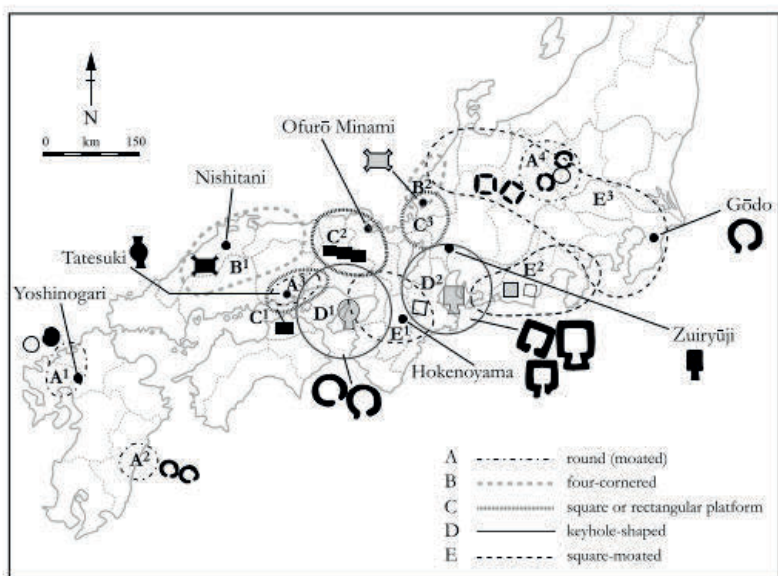 N
0 km 150
Ofurō Minami
Nishitani
Tatesuki
Yoshinogari
Gōdo
Zuiryūji
Hokenoyama
A¹
A²
A³
A⁴
B¹
B²
C¹
C²
C³
D¹
D²
E¹
E²
E³
A round (moated)
B four-cornered
C square or rectangular platform
D keyhole-shaped
E square-moated